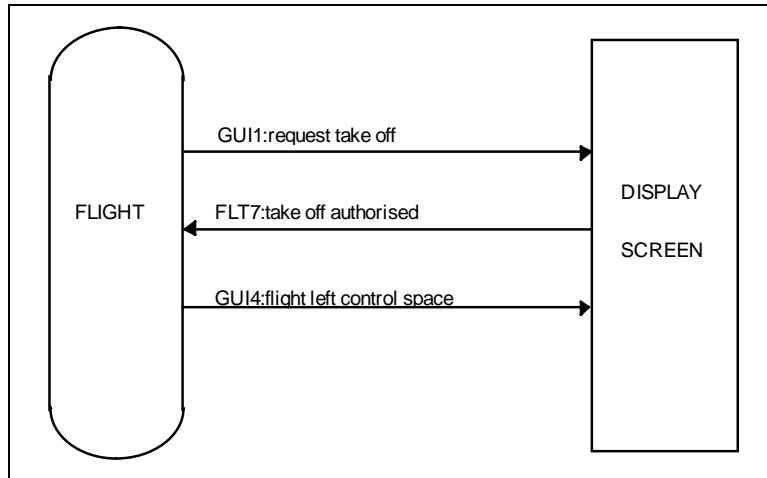 GUI1:request take off
FLIGHT
FLT7:take off authorised
DISPLAY
SCREEN
GUI4:flight left control space